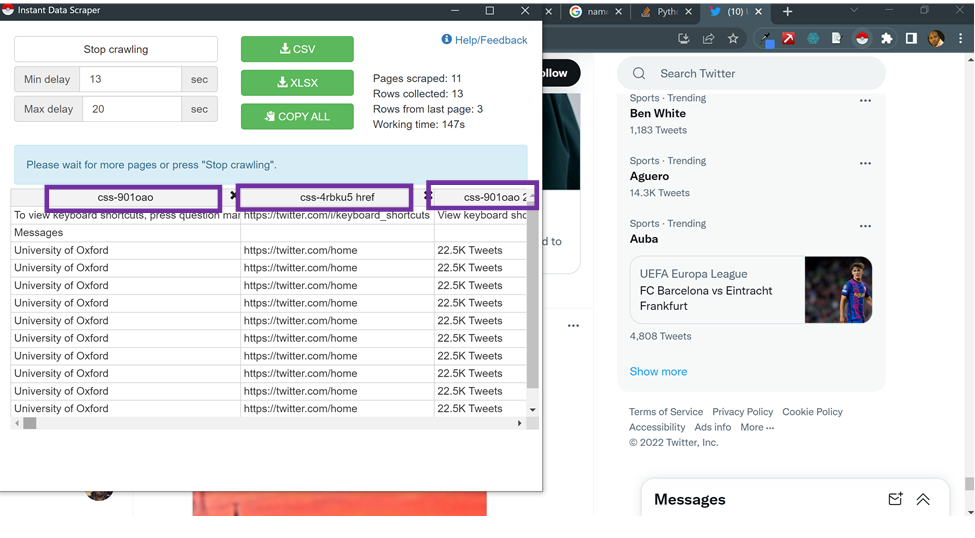 Instant Data Scraper
Stop crawling
Min delay 13 sec
Max delay 20 sec
CSV
XLSX
COPY ALL
Help/Feedback
Pages scraped: 11
Rows collected: 13
Rows from last page: 3
Working time: 147s
Please wait for more pages or press "Stop crawling".
css-901oao css-4rbku5 href css-901oao 2
To view keyboard shortcuts, press question mar https://twitter.com/i/keyboard_shortcuts View keyboard sho
Messages
University of Oxford https://twitter.com/home 22.5K Tweets
University of Oxford https://twitter.com/home 22.5K Tweets
University of Oxford https://twitter.com/home 22.5K Tweets
University of Oxford https://twitter.com/home 22.5K Tweets
University of Oxford https://twitter.com/home 22.5K Tweets
University of Oxford https://twitter.com/home 22.5K Tweets
University of Oxford https://twitter.com/home 22.5K Tweets
University of Oxford https://twitter.com/home 22.5K Tweets
University of Oxford https://twitter.com/home 22.5K Tweets
University of Oxford https://twitter.com/home 22.5K Tweets
name
Pyth
(10)
ollow
d to
Search Twitter
Sports · Trending
Ben White
1,183 Tweets
Sports · Trending
Aguero
14.3K Tweets
Sports · Trending
Auba
UEFA Europa League
FC Barcelona vs Eintracht
Frankfurt
4,808 Tweets
Show more
Terms of Service Privacy Policy Cookie Policy
Accessibility Ads info More
© 2022 Twitter, Inc.
Messages